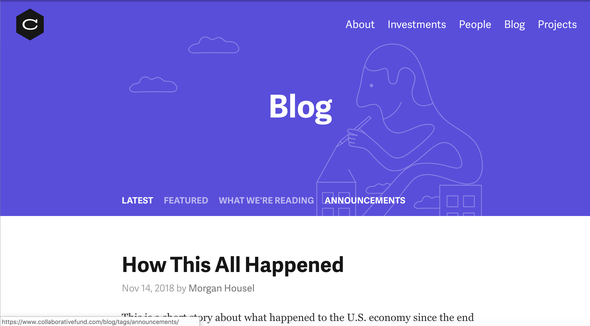 C
About Investments People Blog Projects
Blog
LATEST FEATURED WHAT WE'RE READING ANNOUNCEMENTS
How This All Happened
Nov 14, 2018 by Morgan Housel
This is a short story about what happened to the U.S. economy since the end
https://www.collaborativefund.com/blog/tags/announcements/